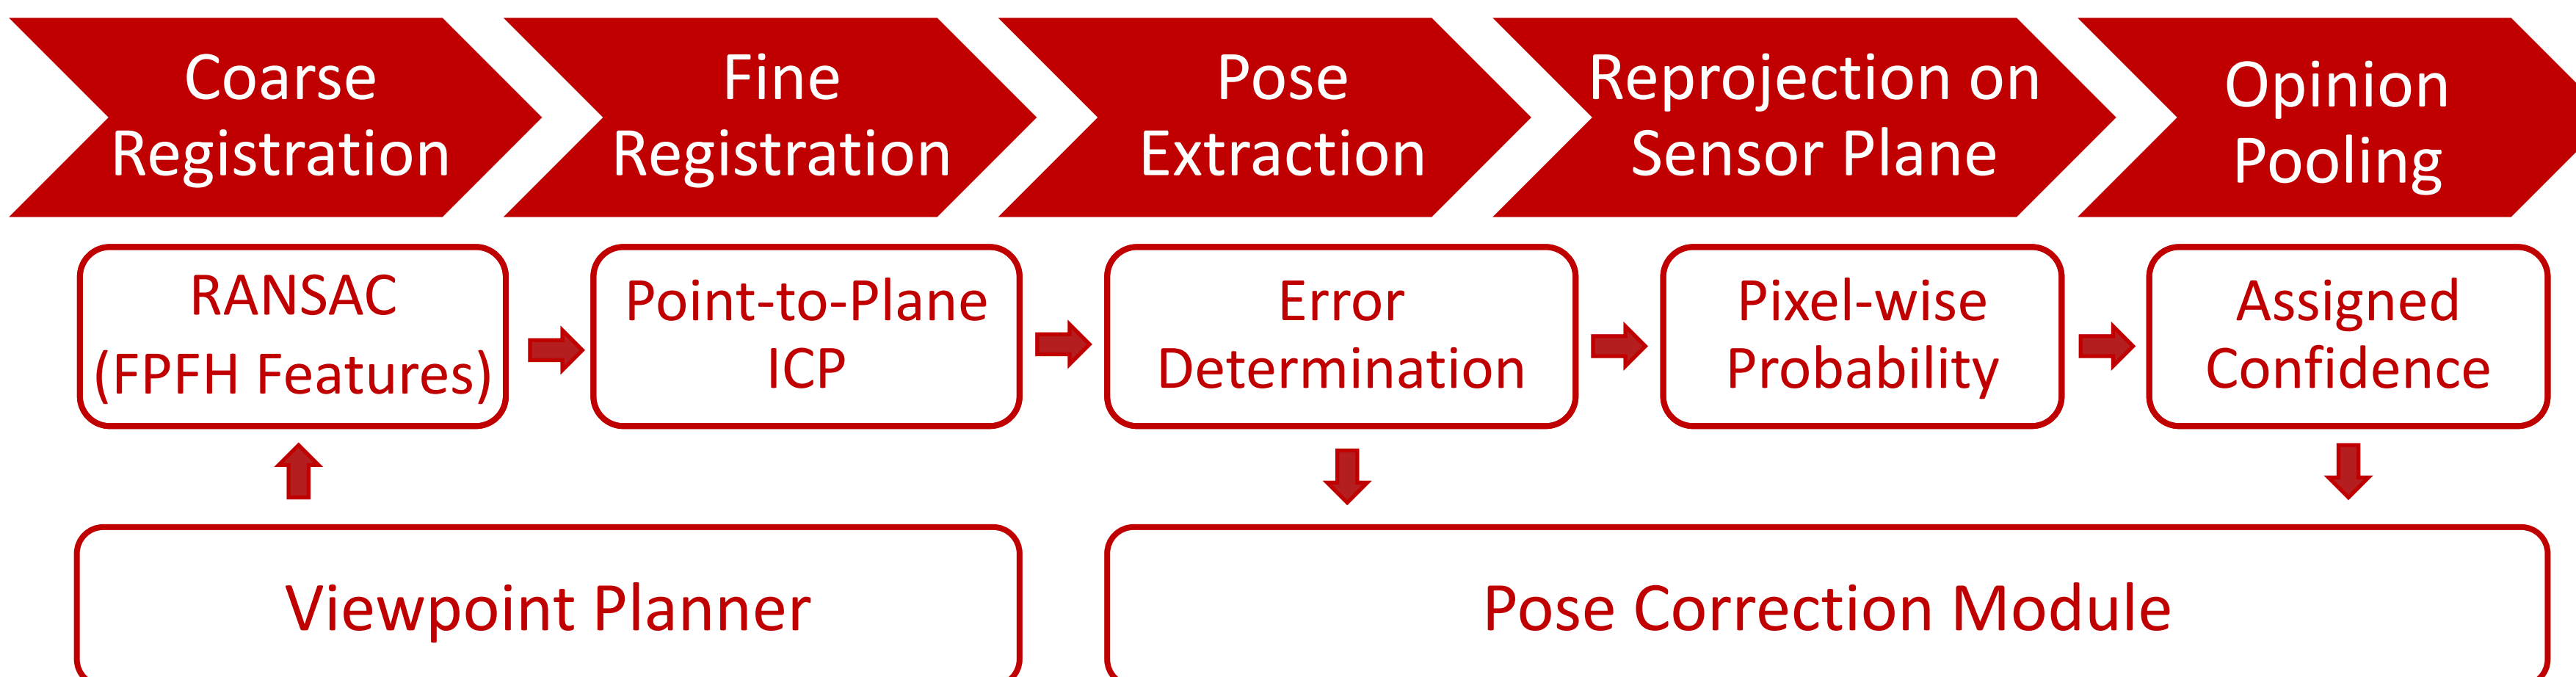 Coarse
Registration
Fine
Registration
Pose
Extraction
Reprojection on
Sensor Plane
Opinion
Pooling
RANSAC
(FPFH Features)
Point-to-Plane
ICP
Error
Determination
Pixel-wise
Probability
Assigned
Confidence
Viewpoint Planner
Pose Correction Module